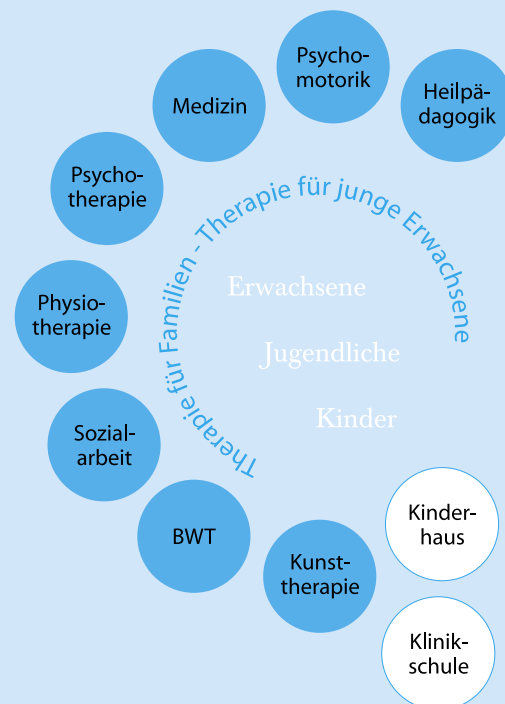 Psycho-
motorik
Medizin
Heilpä-
dagogik
Psycho-
therapie
Therapie für Familien - Therapie für junge Erwachsene
Erwachsene
Physio-
therapie
Jugendliche
Kinder
Sozial-
arbeit
BWT
Kunst-
therapie
Kinder-
haus
Klinik-
schule